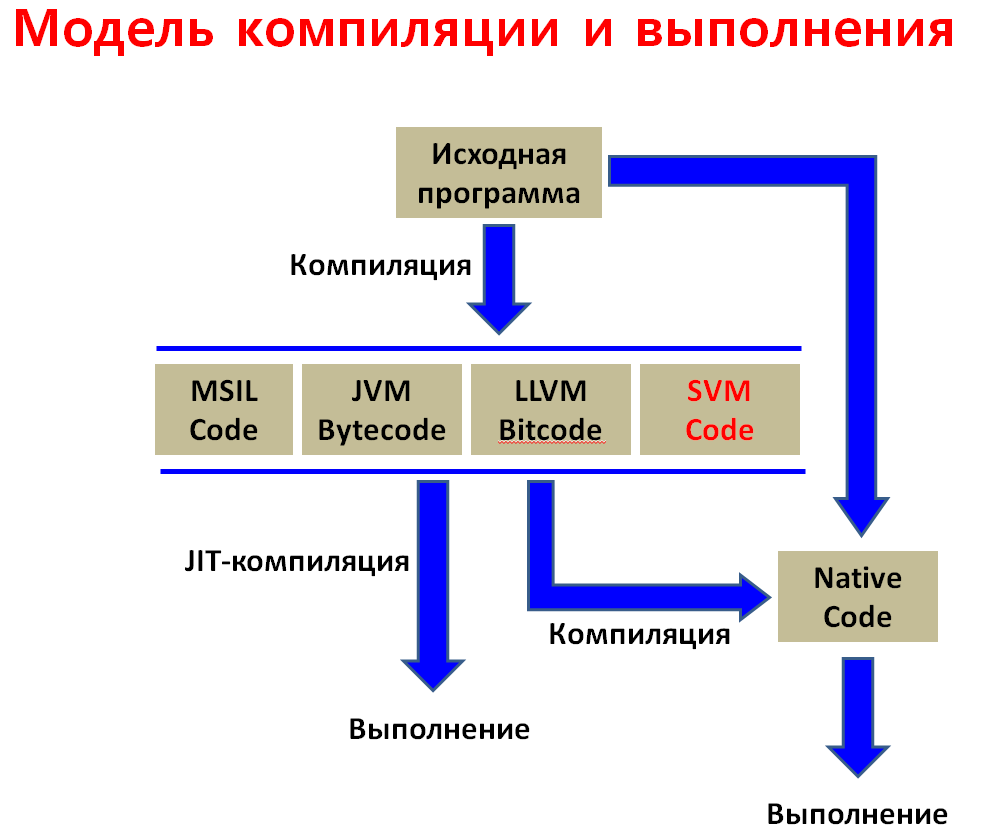 Модель компиляции и выполнения
Исходная
программа
Компиляция
MSIL
Code
JVM
Bytecode
LLVM
Bitcode
SVM
Code
JIT-компиляция
Native
Code
Компиляция
Выполнение
Выполнение